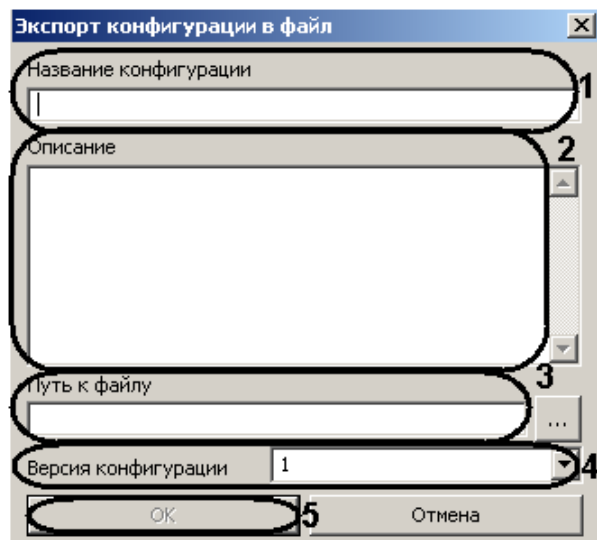 Экспорт конфигурации в файл
Название конфигурации
1
Описание
2
Путь к файлу
3
...
Версия конфигурации 1
4
OK
5
Отмена